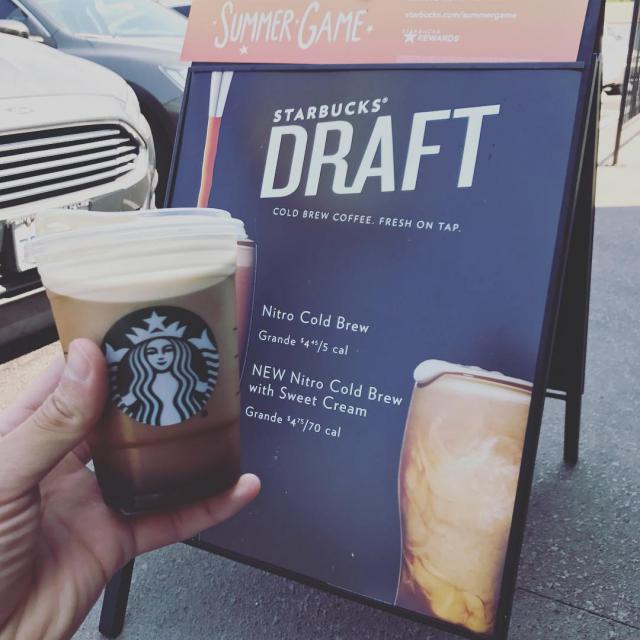 SUMMER·GAME
starbucks.com/summergame
STARBUCKS
REWARDS
STARBUCKS®
DRAFT
COLD BREW COFFEE. FRESH ON TAP.
Nitro Cold Brew
Grande $4⁴⁵/5 cal
NEW Nitro Cold Brew
with Sweet Cream
Grande $4⁷⁵/70 cal